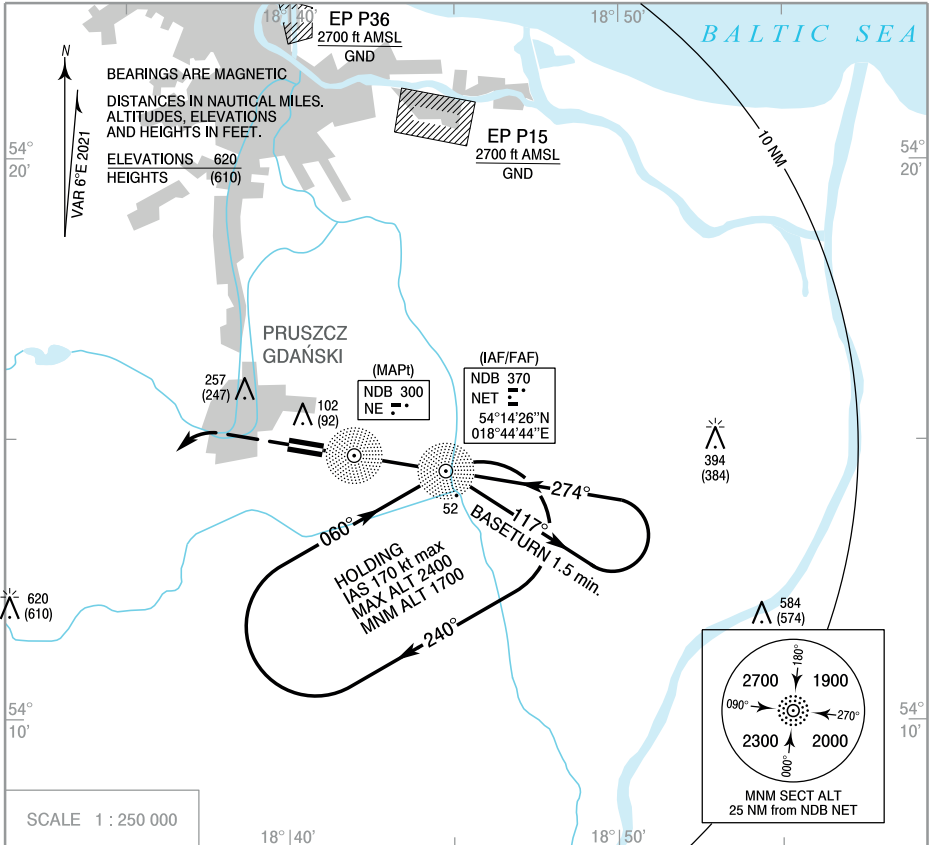 18°40'
18°50'
BALTIC SEA
EP P36
2700 ft AMSL
GND
N
VAR 6°E 2021
BEARINGS ARE MAGNETIC
DISTANCES IN NAUTICAL MILES.
ALTITUDES, ELEVATIONS
AND HEIGHTS IN FEET.
ELEVATIONS 620
HEIGHTS (610)
EP P15
2700 ft AMSL
GND
10 NM
54°
20'
54°
20'
PRUSZCZ
GDAŃSKI
257
(247)
102
(92)
(MAPt)
NDB 300
NE
(IAF/FAF)
NDB 370
NET
54°14'26"N
018°44'44"E
394
(384)
52
274°
117°
BASETURN 1.5 min.
060°
HOLDING
IAS 170 kt max
MAX ALT 2400
MNM ALT 1700
240°
620
(610)
584
(574)
180°
2700
1900
090°
270°
2300
2000
000°
MNM SECT ALT
25 NM from NDB NET
54°
10'
54°
10'
SCALE 1 : 250 000
18°40'
18°50'